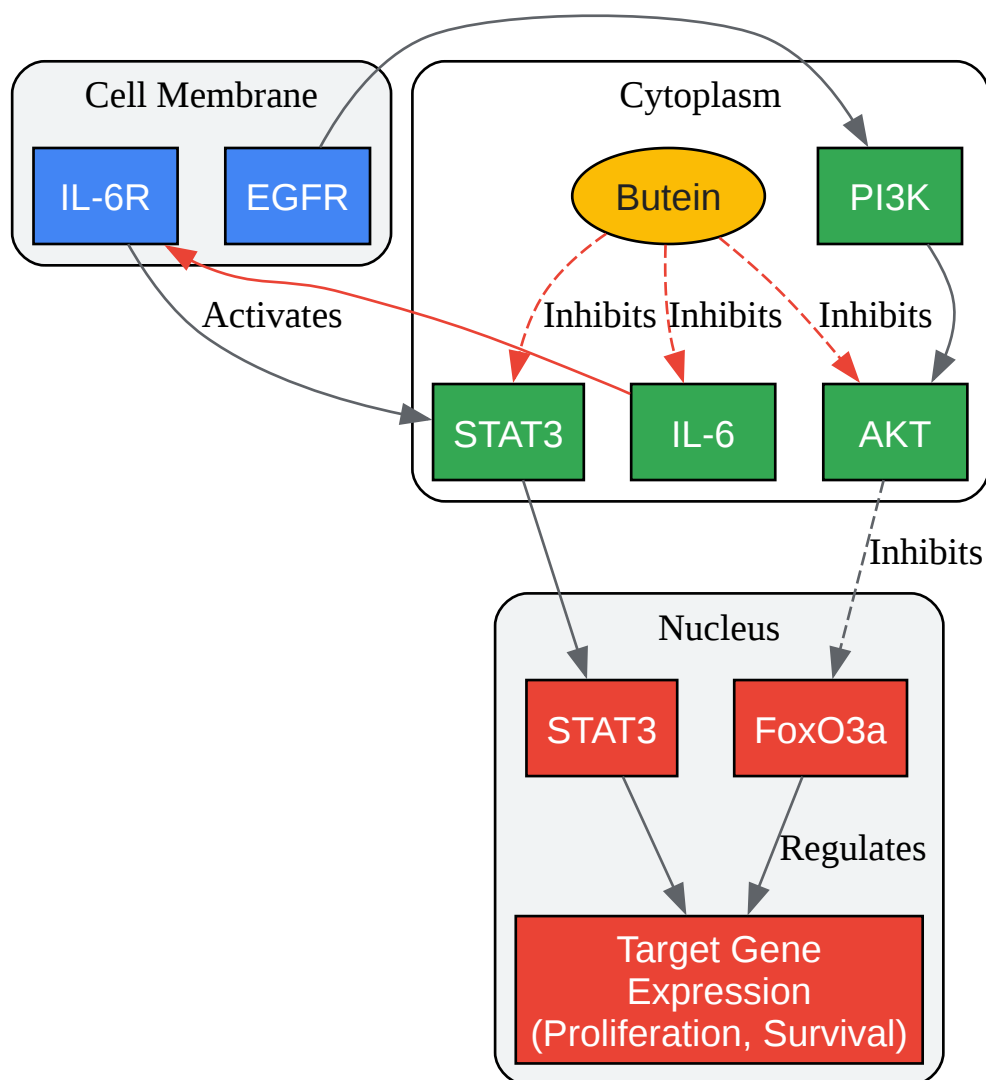 Cell Membrane
Cytoplasm
IL-6R
EGFR
Butein
PI3K
Activates
Inhibits
Inhibits
Inhibits
STAT3
IL-6
AKT
Inhibits
Nucleus
STAT3
FoxO3a
Regulates
Target Gene
Expression
(Proliferation, Survival)